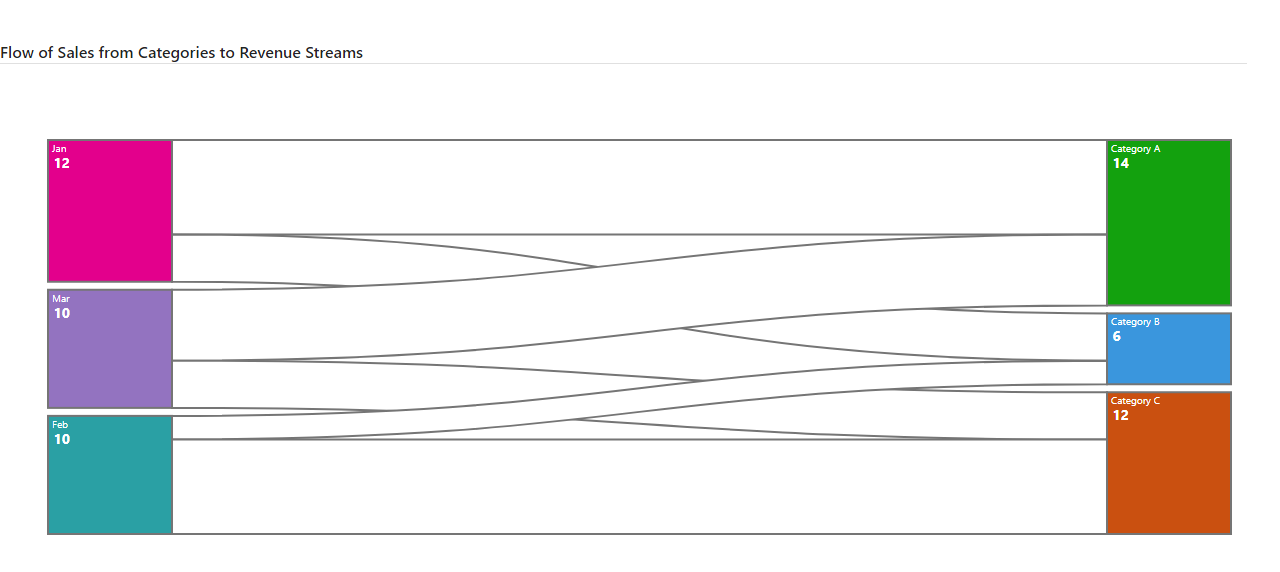 Flow of Sales from Categories to Revenue Streams
Jan
12
Mar
10
Feb
10
Category A
14
Category B
6
Category C
12